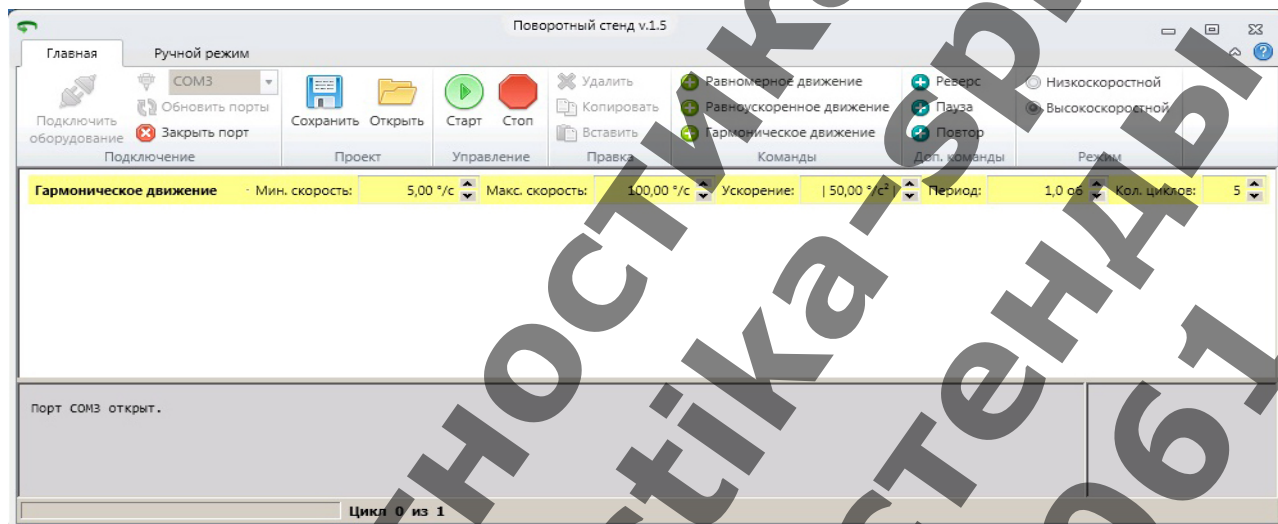 Поворотный стенд v.1.5
Главная
Ручной режим
Подключить оборудование
COM3
Обновить порты
Закрыть порт
Подключение
Сохранить
Открыть
Проект
Старт
Стоп
Управление
Удалить
Копировать
Вставить
Правка
Равномерное движение
Равноускоренное движение
Гармоническое движение
Команды
Реверс
Пауза
Повтор
Доп. команды
Низкоскоростной
Высокоскоростной
Режим
Гармоническое движение · Мин. скорость: 5,00 °/с Макс. скорость: 100,00 °/с Ускорение: | 50,00 °/с² | Период: 1,0 об Кол. циклов: 5
Порт COM3 открыт.
Цикл 0 из 1
стенды
061